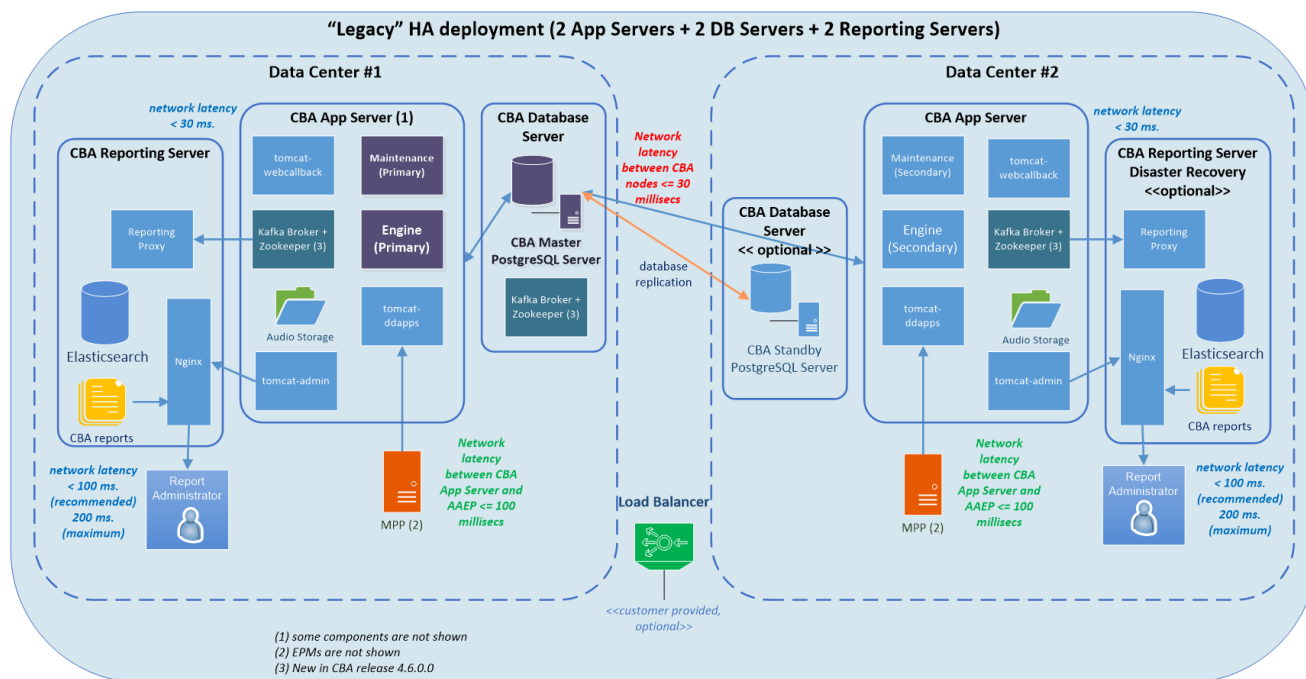 “Legacy” HA deployment (2 App Servers + 2 DB Servers + 2 Reporting Servers)
Data Center #1
network latency
< 30 ms.
CBA Reporting Server
Reporting
Proxy
Elasticsearch
Nginx
CBA reports
network latency
< 100 ms.
(recommended)
200 ms.
(maximum)
Report
Administrator
CBA App Server (1)
tomcat-
webcallback
Maintenance
(Primary)
Kafka Broker +
Zookeeper (3)
Engine
(Primary)
Audio Storage
tomcat-
ddapps
tomcat-admin
MPP (2)
Network
latency
between CBA
App Server and
AAEP <= 100
millisecs
CBA Database
Server
CBA Master
PostgreSQL Server
Kafka Broker +
Zookeeper (3)
Network
latency
between CBA
nodes <= 30
millisecs
database
replication
Load Balancer
<<customer provided,
optional>>
Data Center #2
CBA Database
Server
<< optional >>
CBA Standby
PostgreSQL Server
CBA App Server
Maintenance
(Secondary)
tomcat-
webcallback
Engine
(Secondary)
Kafka Broker +
Zookeeper (3)
tomcat-
ddapps
Audio Storage
tomcat-admin
MPP (2)
Network
latency
between CBA
App Server and
AAEP <= 100
millisecs
network latency
< 30 ms.
CBA Reporting Server
Disaster Recovery
<<optional>>
Reporting
Proxy
Nginx
Elasticsearch
CBA reports
Report
Administrator
network latency
< 100 ms.
(recommended)
200 ms.
(maximum)
(1) some components are not shown
(2) EPMs are not shown
(3) New in CBA release 4.6.0.0